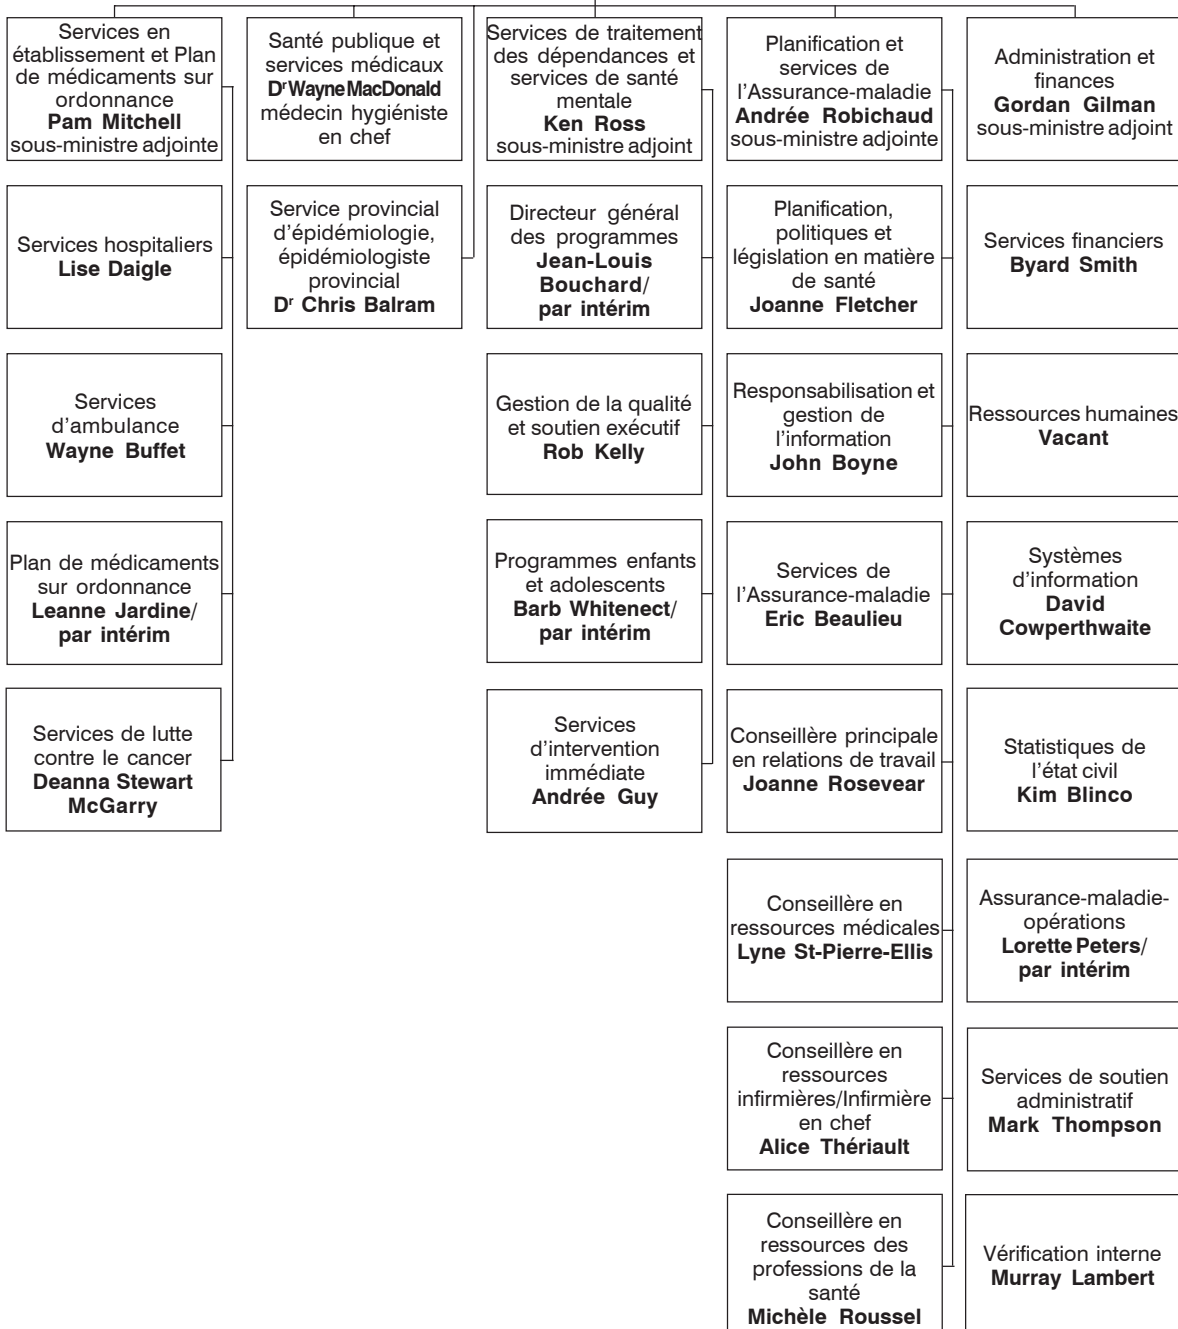 Services en
établissement et Plan
de médicaments sur
ordonnance
Pam Mitchell
sous-ministre adjointe
Santé publique et
services médicaux
Dr Wayne MacDonald
médecin hygiéniste
en chef
Services de traitement
des dépendances et
services de santé
mentale
Ken Ross
sous-ministre adjoint
Planification et
services de
l'Assurance-maladie
Andrée Robichaud
sous-ministre adjointe
Administration et
finances
Gordan Gilman
sous-ministre adjoint
Services hospitaliers
Lise Daigle
Service provincial
d'épidémiologie,
épidémiologiste
provincial
Dr Chris Balram
Directeur général
des programmes
Jean-Louis
Bouchard/
par intérim
Planification,
politiques et
législation en matière
de santé
Joanne Fletcher
Services financiers
Byard Smith
Services
d'ambulance
Wayne Buffet
Gestion de la qualité
et soutien exécutif
Rob Kelly
Responsabilisation et
gestion de
l'information
John Boyne
Ressources humaines
Vacant
Plan de médicaments
sur ordonnance
Leanne Jardine/
par intérim
Programmes enfants
et adolescents
Barb Whitenect/
par intérim
Services de
l'Assurance-maladie
Eric Beaulieu
Systèmes
d'information
David
Cowperthwaite
Services de lutte
contre le cancer
Deanna Stewart
McGarry
Services
d'intervention
immédiate
Andrée Guy
Conseillère principale
en relations de travail
Joanne Rosevear
Statistiques de
l'état civil
Kim Blinco
Conseillère en
ressources médicales
Lyne St-Pierre-Ellis
Assurance-maladie-
opérations
Lorette Peters/
par intérim
Conseillère en
ressources
infirmières/Infirmière
en chef
Alice Thériault
Services de soutien
administratif
Mark Thompson
Conseillère en
ressources des
professions de la
santé
Michèle Roussel
Vérification interne
Murray Lambert